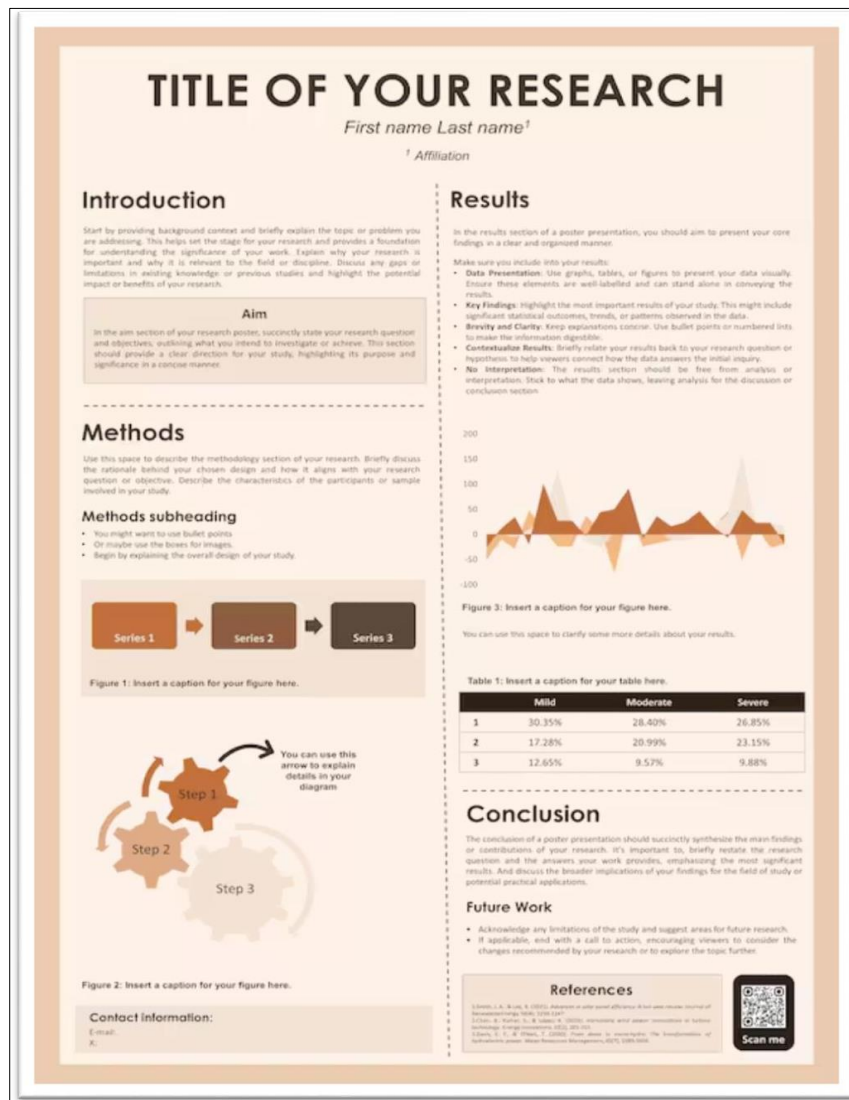 TITLE OF YOUR RESEARCH
First name Last name¹
¹ Affiliation
Introduction
Start by providing background context and briefly explain the topic or problem you
are addressing. This helps set the stage for your research and provides a foundation
for understanding the significance of your work. Explain why your research is
important and why it is relevant to the field or discipline. Discuss any gaps or
limitations in existing knowledge or previous studies and highlight the potential
impact or benefits of your research.
Aim
In the aim section of your research poster, succinctly state your research question
and objectives, outlining what you intend to investigate or achieve. This section
should provide a clear direction for your study, highlighting its purpose and
significance in a concise manner.
Methods
Use this space to describe the methodology section of your research. Briefly discuss
the rationale behind your chosen design and how it aligns with your research
question or objective. Describe the characteristics of the participants or sample
involved in your study.
Methods subheading
• You might want to use bullet points
• Or maybe use the boxes for images.
• Begin by explaining the overall design of your study.
Series 1
Series 2
Series 3
Figure 1: Insert a caption for your figure here.
You can use this
arrow to explain
details in your
diagram
Step 1
Step 2
Step 3
Figure 2: Insert a caption for your figure here.
Contact information:
E-mail:
X:
Results
In the results section of a poster presentation, you should aim to present your core
findings in a clear and organized manner.
Make sure you include into your results:
• Data Presentation: Use graphs, tables, or figures to present your data visually.
Ensure these elements are well-labelled and can stand alone in conveying the
results.
• Key Findings: Highlight the most important results of your study. This might include
significant statistical outcomes, trends, or patterns observed in the data.
• Brevity and Clarity: Keep explanations concise. Use bullet points or numbered lists
to make the information digestible.
• Contextualize Results: Briefly relate your results back to your research question or
hypothesis to help viewers connect how the data answers the initial inquiry.
• No Interpretation: The results section should be free from analysis or
interpretation. Stick to what the data shows, leaving analysis for the discussion or
conclusion section
200
150
100
50
0
-50
-100
Figure 3: Insert a caption for your figure here.
You can use this space to clarify some more details about your results.
Table 1: Insert a caption for your table here.
Mild Moderate Severe
1 30.35% 28.40% 26.85%
2 17.28% 20.99% 23.15%
3 12.65% 9.57% 9.88%
Conclusion
The conclusion of a poster presentation should succinctly synthesize the main findings
or contributions of your research. It's important to, briefly restate the research
question and the answers your work provides, emphasizing the most significant
results. And discuss the broader implications of your findings for the field of study or
potential practical applications.
Future Work
• Acknowledge any limitations of the study and suggest areas for future research.
• If applicable, end with a call to action, encouraging viewers to consider the
changes recommended by your research or to explore the topic further.
References
Scan me